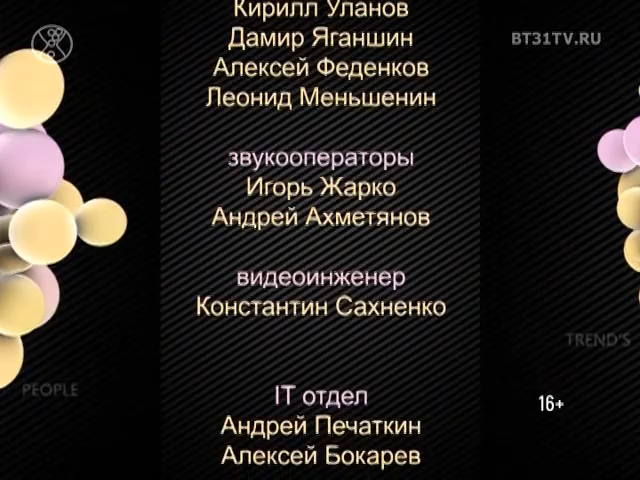 Кирилл Уланов
BT31TV.RU
Дамир Яганшин
Алексей Феденков
Леонид Меньшенин
звукооператоры
Игорь Жарко
Андрей Ахметянов
видеоинженер
Константин Сахненко
TREND'S
PEOPLE
IT отдел
16+
Андрей Печаткин
Алексей Бокарев